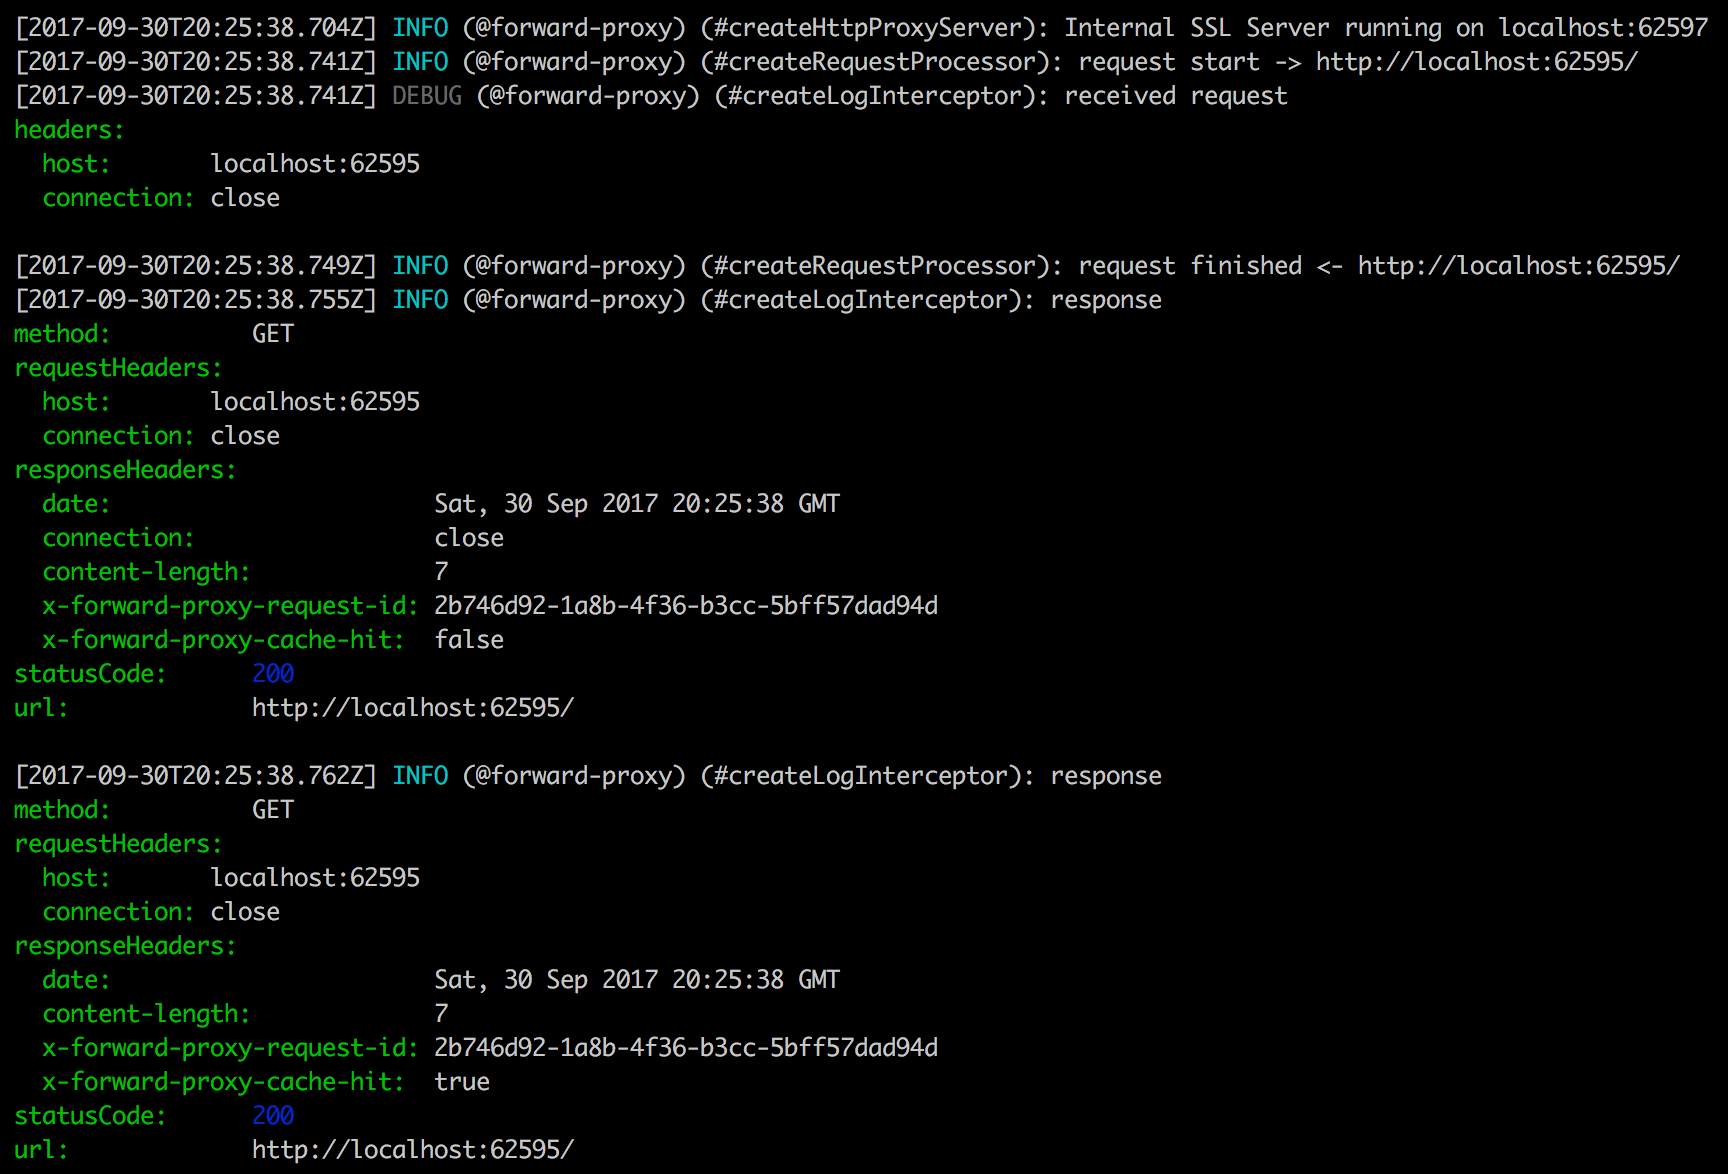 [2017-09-30T20:25:38.704Z] INFO (@forward-proxy) (#createHttpProxyServer): Internal SSL Server running on localhost:62597
[2017-09-30T20:25:38.741Z] INFO (@forward-proxy) (#createRequestProcessor): request start -> http://localhost:62595/
[2017-09-30T20:25:38.741Z] DEBUG (@forward-proxy) (#createLogInterceptor): received request
headers:
  host:       localhost:62595
  connection: close

[2017-09-30T20:25:38.749Z] INFO (@forward-proxy) (#createRequestProcessor): request finished <- http://localhost:62595/
[2017-09-30T20:25:38.755Z] INFO (@forward-proxy) (#createLogInterceptor): response
method:          GET
requestHeaders:
  host:       localhost:62595
  connection: close
responseHeaders:
  date:                       Sat, 30 Sep 2017 20:25:38 GMT
  connection:                 close
  content-length:             7
  x-forward-proxy-request-id: 2b746d92-1a8b-4f36-b3cc-5bff57dad94d
  x-forward-proxy-cache-hit:  false
statusCode:      200
url:             http://localhost:62595/

[2017-09-30T20:25:38.762Z] INFO (@forward-proxy) (#createLogInterceptor): response
method:          GET
requestHeaders:
  host:       localhost:62595
  connection: close
responseHeaders:
  date:                       Sat, 30 Sep 2017 20:25:38 GMT
  content-length:             7
  x-forward-proxy-request-id: 2b746d92-1a8b-4f36-b3cc-5bff57dad94d
  x-forward-proxy-cache-hit:  true
statusCode:      200
url:             http://localhost:62595/